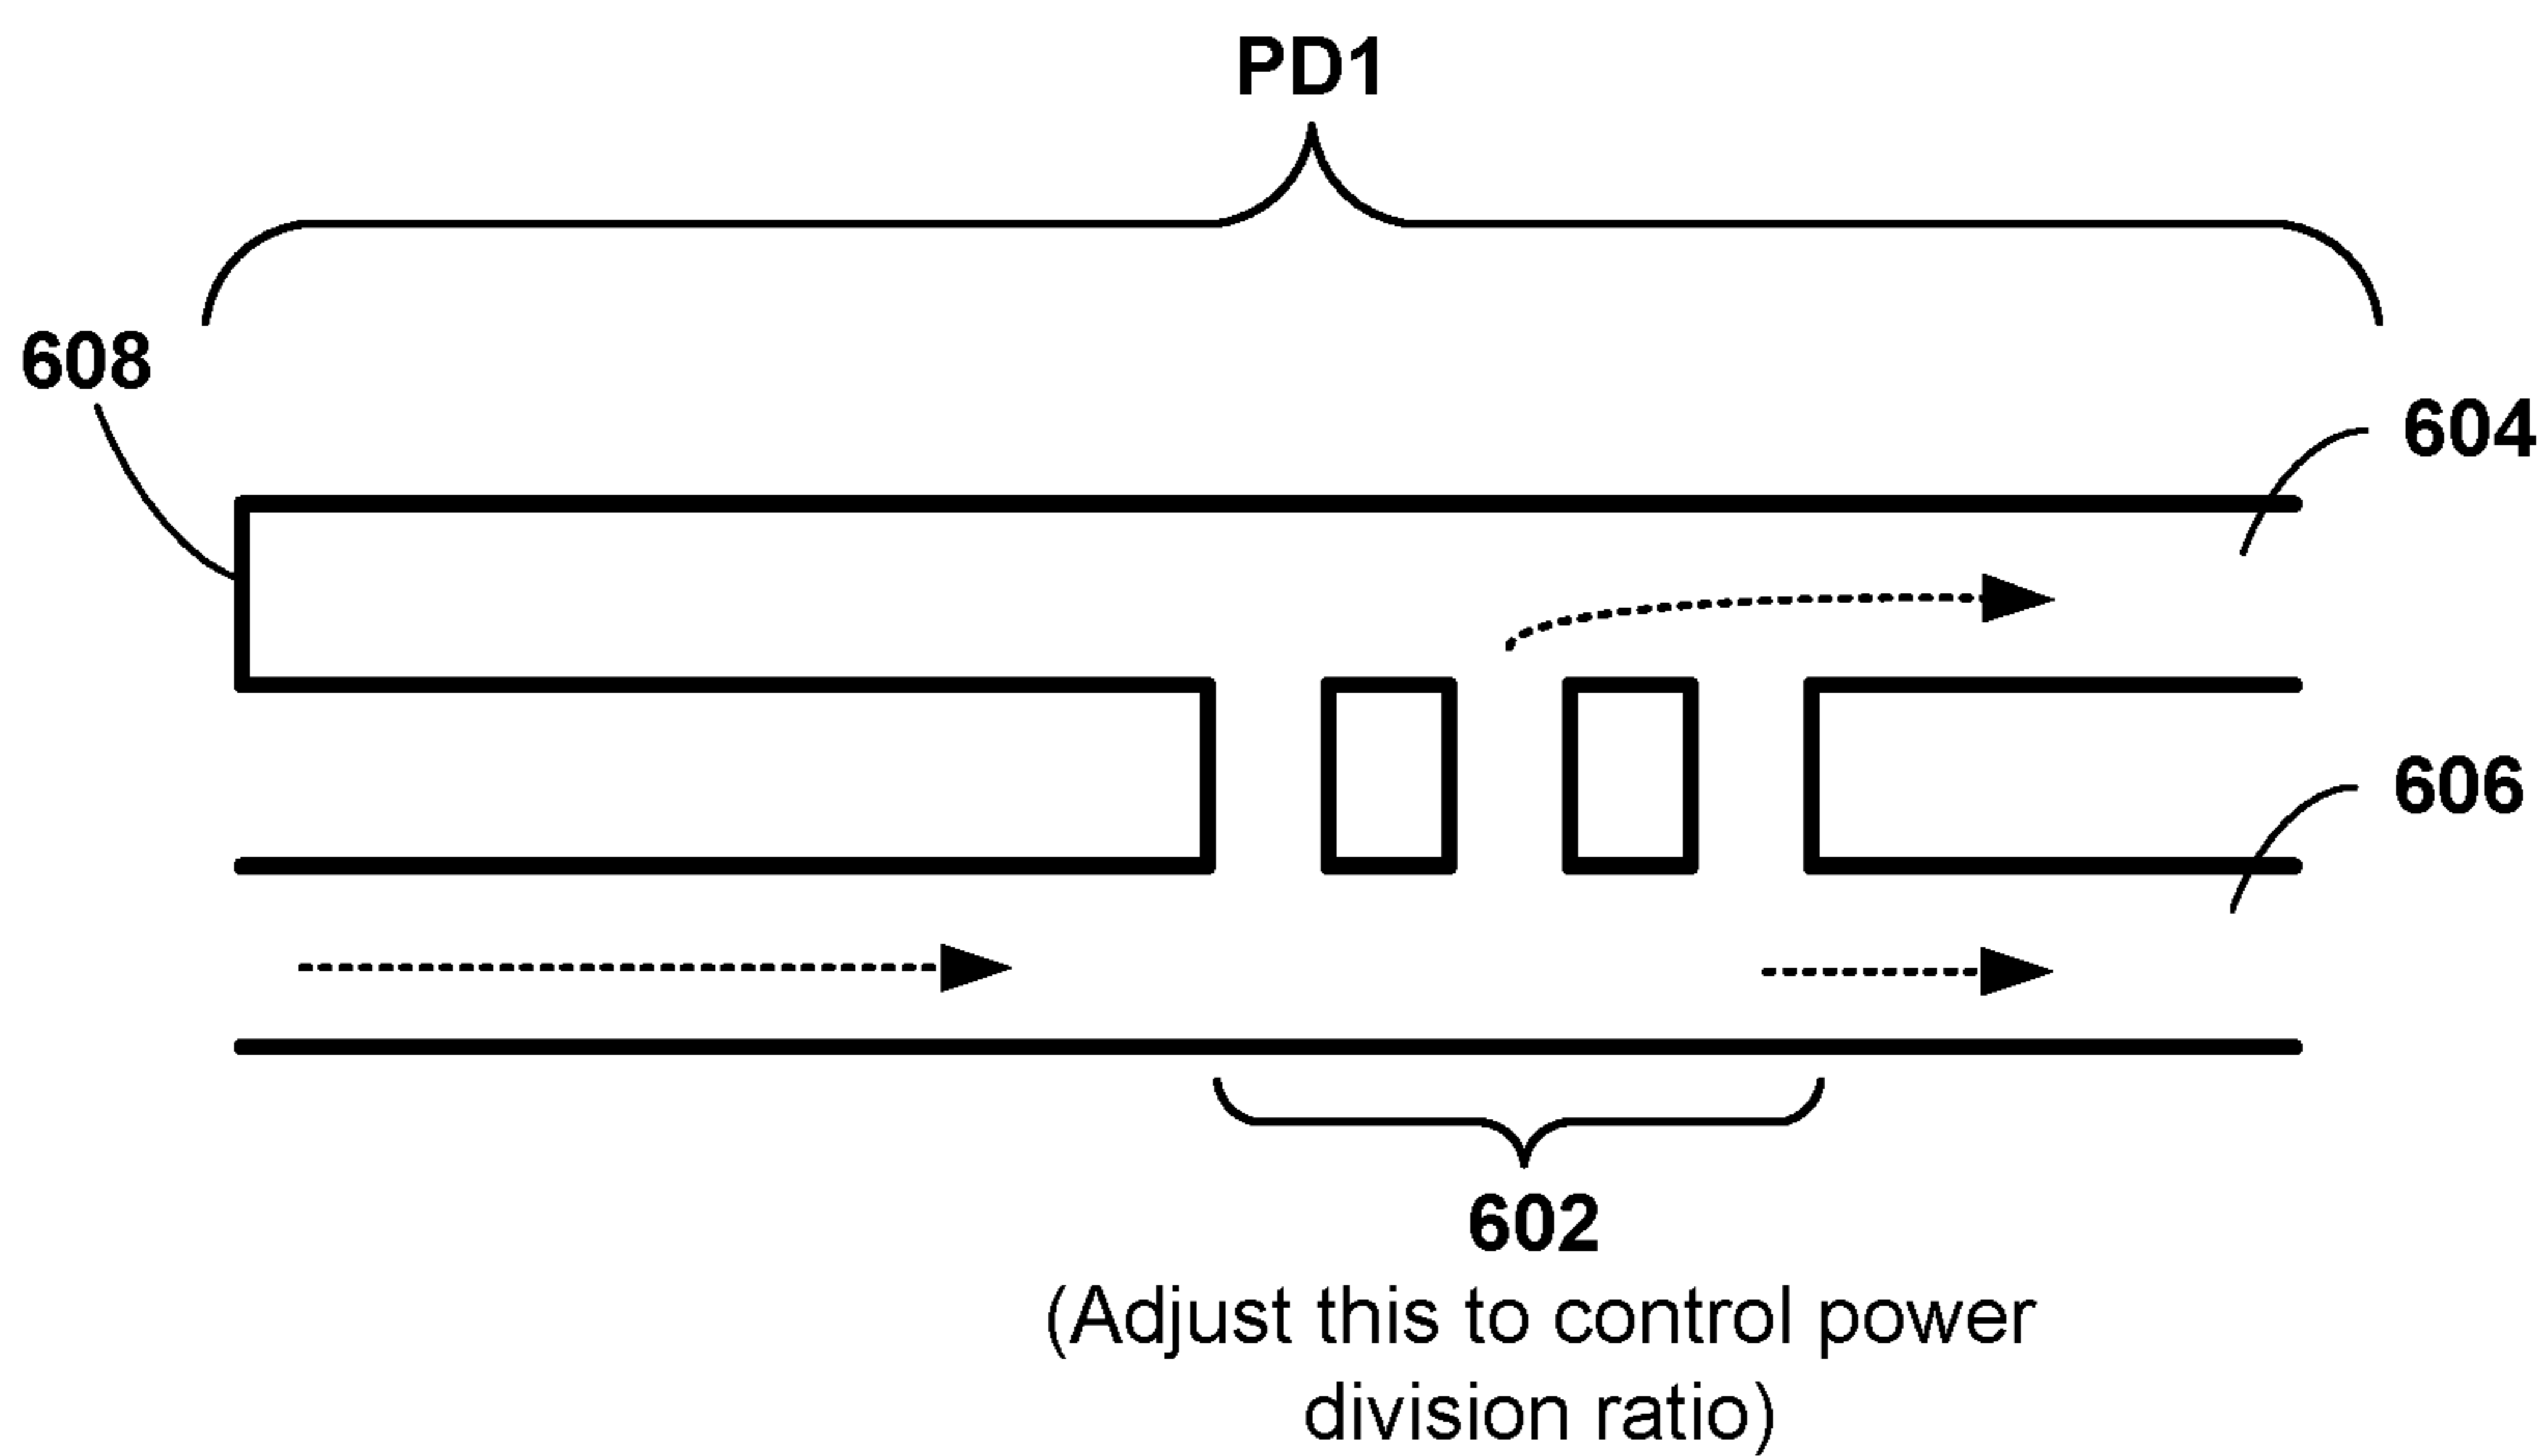 PD1
608
604
606
602
(Adjust this to control power
division ratio)